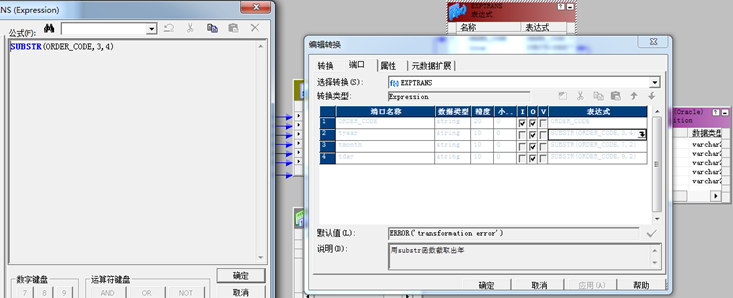 NS (Expression)
公式(F):
SUBSTR(ORDER_CODE,3,4)
数字键盘
运算符键盘
7 8 9
AND OR NOT
确定
取消
EXPTRANS
表达式
名称 表达式
编辑转换
转换 端口 属性 元数据扩展
选择转换(S): f(x) EXPTRANS
转换类型: Expression
端口名称 数据类型 精度 小.. I O V 表达式
1 ORDER_CODE string 20 0 ORDER_CODE
2 tyear string 10 0 SUBSTR(ORDER_CODE,3,4)
3 tmonth string 10 0 SUBSTR(ORDER_CODE,7,2)
4 tday string 10 0 SUBSTR(ORDER_CODE,9,2)
默认值(L): ERROR('transformation error')
说明(D): 用substr函数截取出年
确定 取消 应用(A) 帮助
(Oracle)
ition
数据类型
varchar2
varchar2
varchar2
varchar2